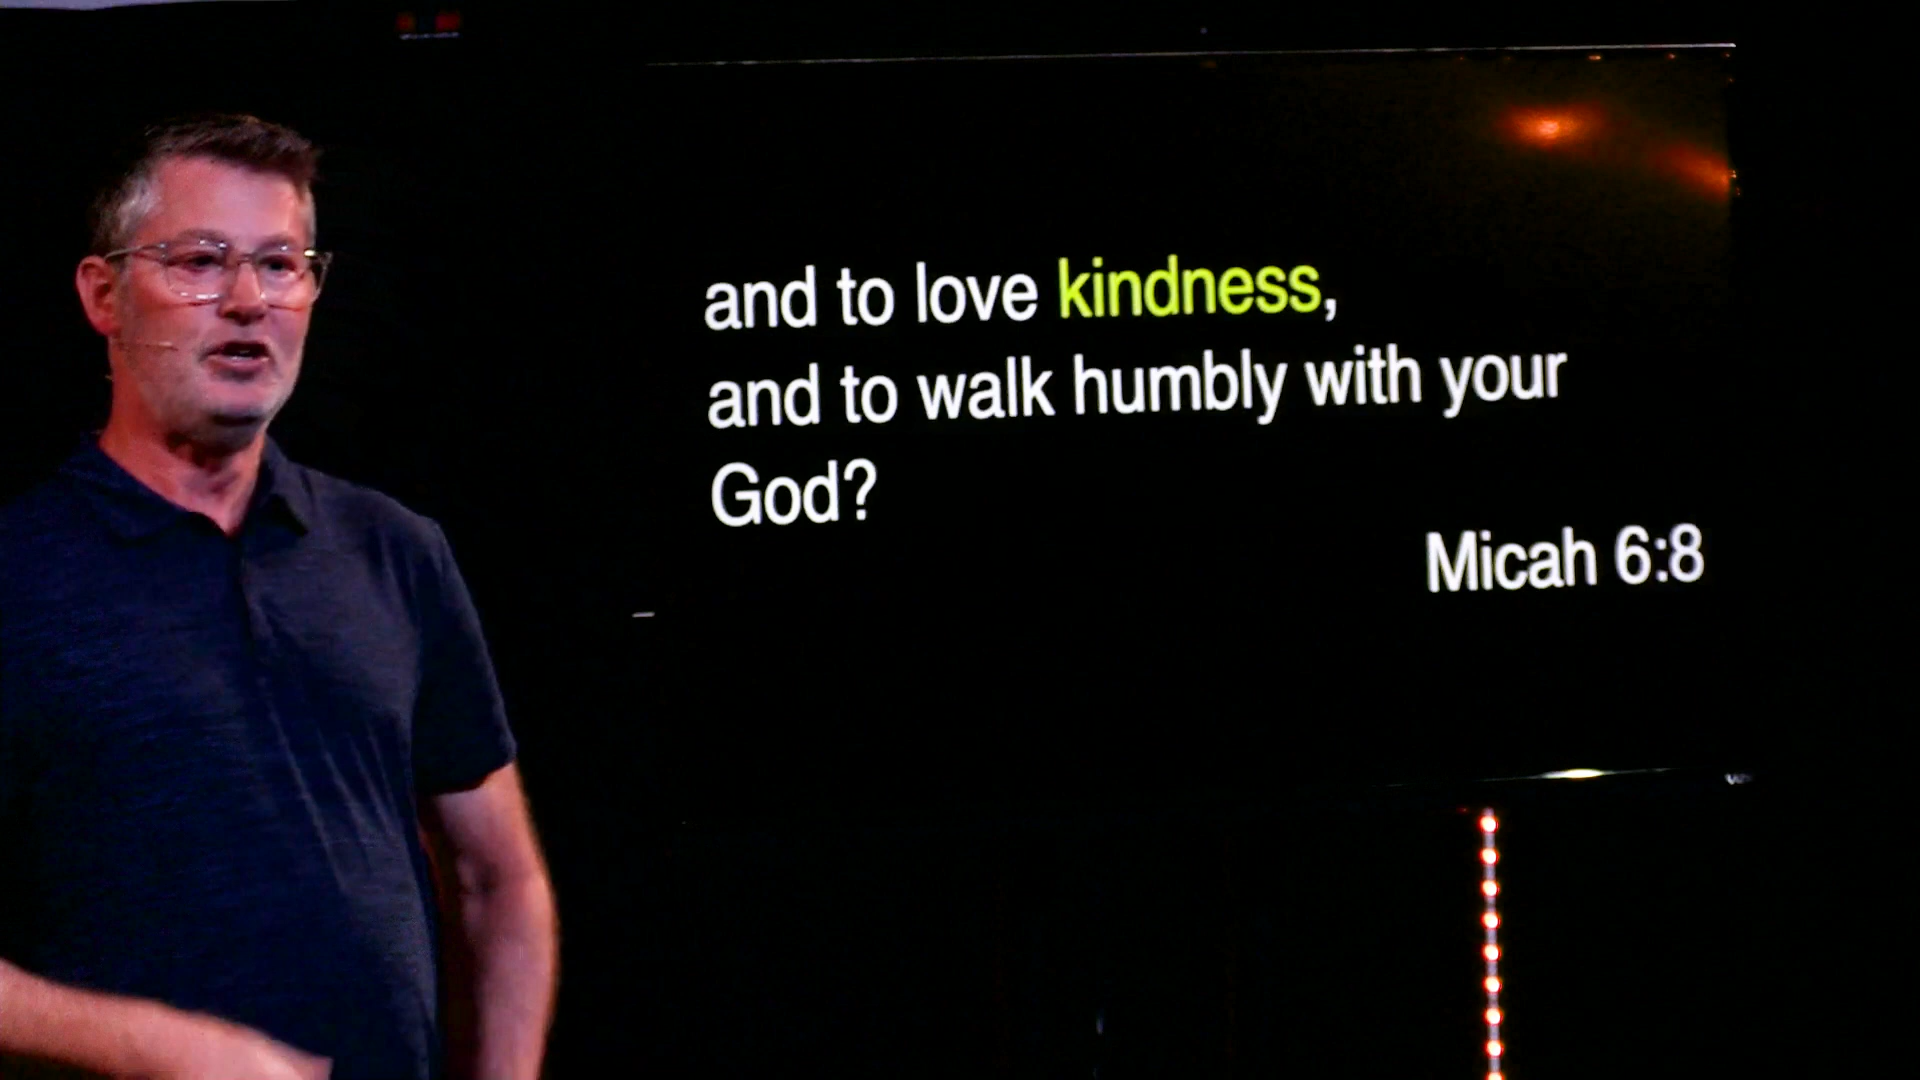 and to love kindness,
and to walk humbly with your
God?
Micah 6:8